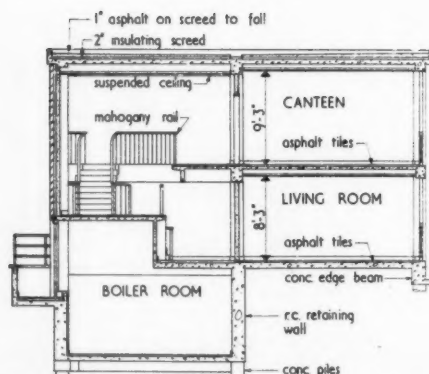 1" asphalt on screed to fall
2" insulating screed
suspended ceiling
mahogany rail
CANTEEN
9'-3"
asphalt tiles
LIVING ROOM
8'-3"
asphalt tiles
BOILER ROOM
conc. edge beam
r.c. retaining
wall
conc. piles